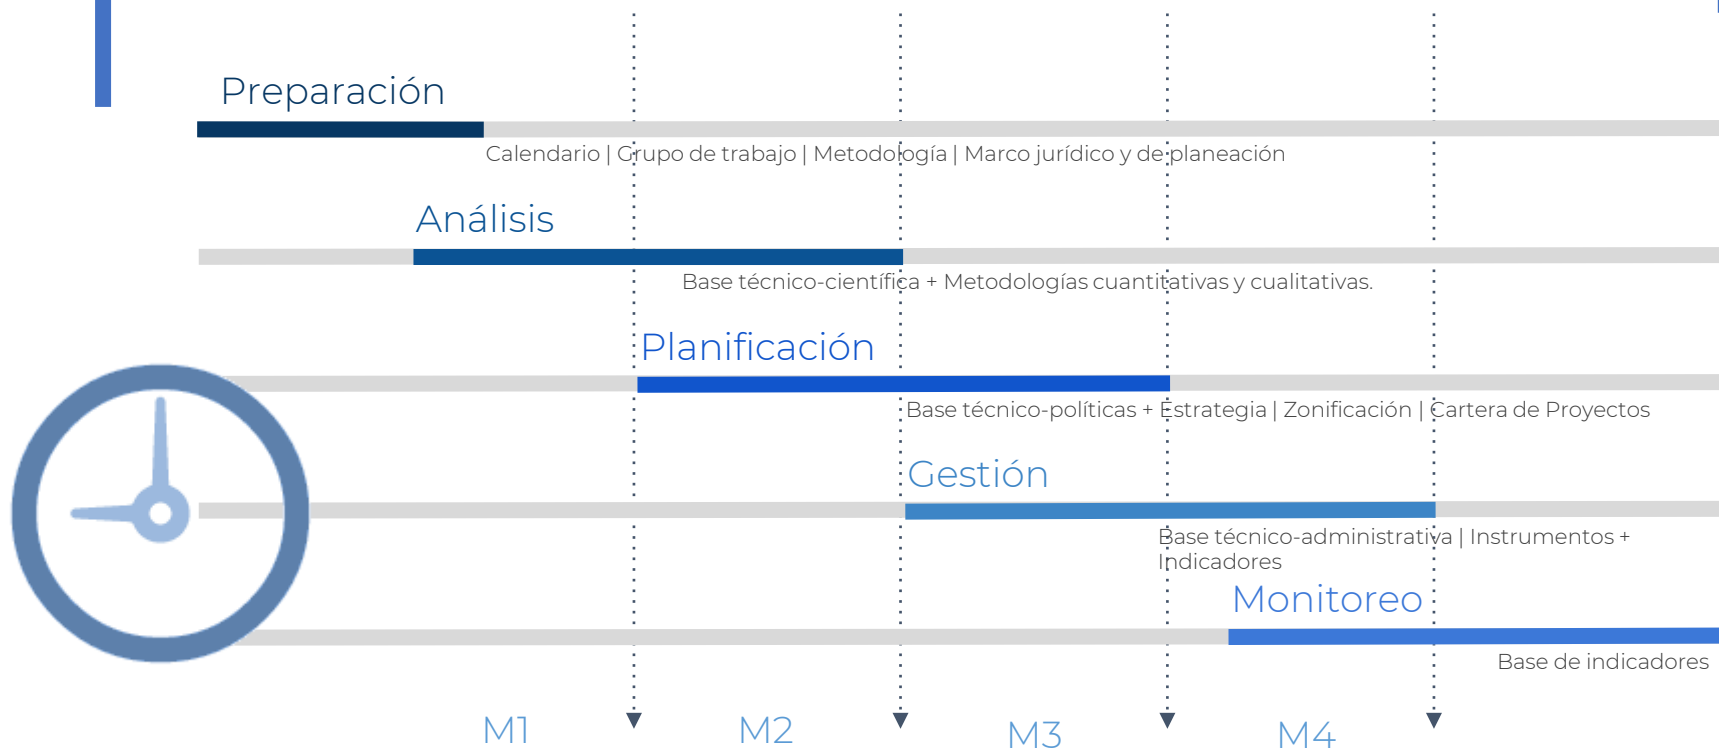 Preparación
Calendario | Grupo de trabajo | Metodología | Marco jurídico y de planeación
Análisis
Base técnico-científica + Metodologías cuantitativas y cualitativas.
Planificación
Base técnico-políticas + Estrategia | Zonificación | Cartera de Proyectos
Gestión
Base técnico-administrativa | Instrumentos +
Indicadores
Monitoreo
Base de indicadores
M1
M2
M3
M4